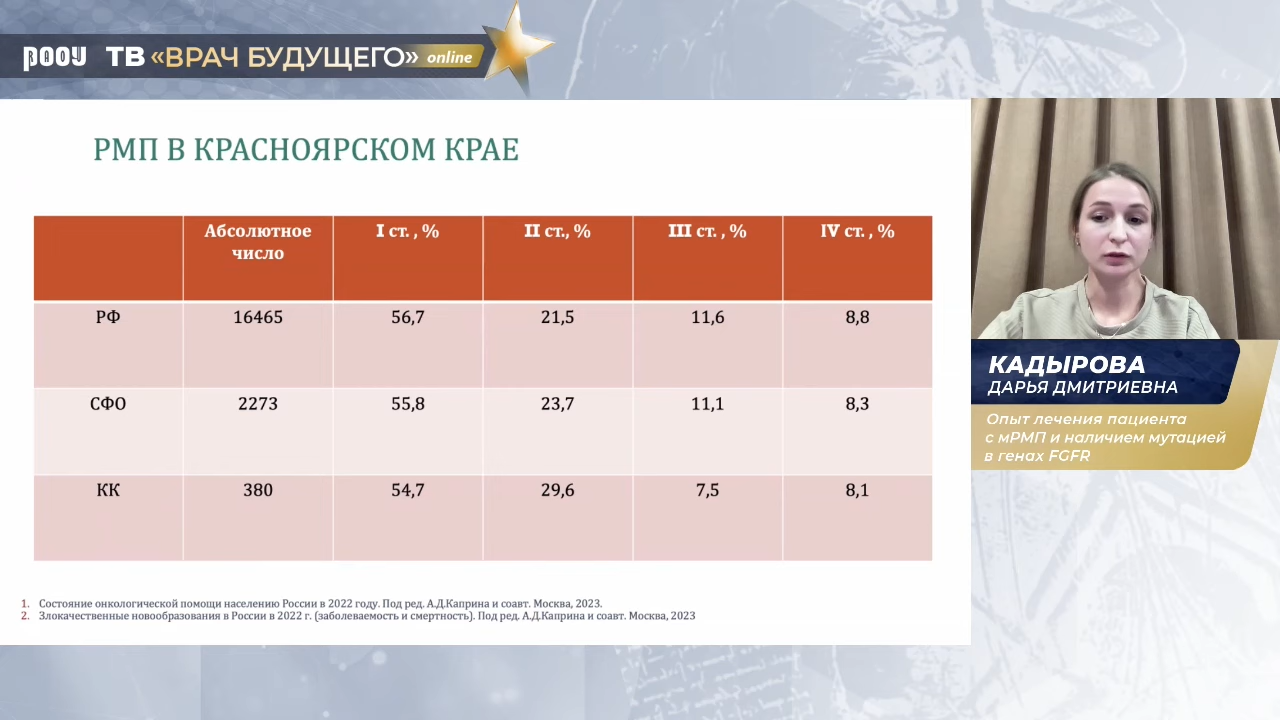 РООУ ТВ «ВРАЧ БУДУЩЕГО» online
РМП В КРАСНОЯРСКОМ КРАЕ
Абсолютное число I ст. , % II ст., % III ст. , % IV ст. , %
РФ 16465 56,7 21,5 11,6 8,8
СФО 2273 55,8 23,7 11,1 8,3
КК 380 54,7 29,6 7,5 8,1
1. Состояние онкологической помощи населению России в 2022 году. Под ред. А.Д.Каприна и соавт. Москва, 2023.
2. Злокачественные новообразования в России в 2022 г. (заболеваемость и смертность). Под ред. А.Д.Каприна и соавт. Москва, 2023
КАДЫРОВА
ДАРЬЯ ДМИТРИЕВНА
Опыт лечения пациента
с мРМП и наличием мутацией
в генах FGFR